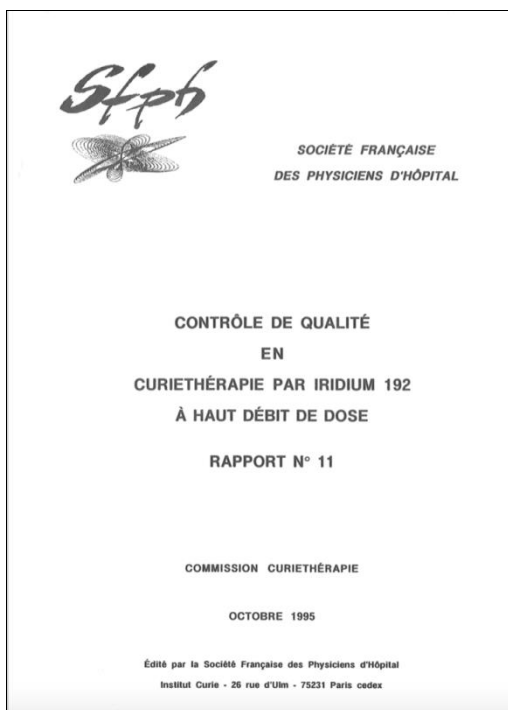 Sfph
SOCIÉTÉ FRANÇAISE
DES PHYSICIENS D'HÔPITAL
CONTRÔLE DE QUALITÉ
EN
CURIETHÉRAPIE PAR IRIDIUM 192
À HAUT DÉBIT DE DOSE
RAPPORT N° 11
COMMISSION CURIETHÉRAPIE
OCTOBRE 1995
Édité par la Société Française des Physiciens d'Hôpital
Institut Curie - 26 rue d'Ulm - 75231 Paris cedex